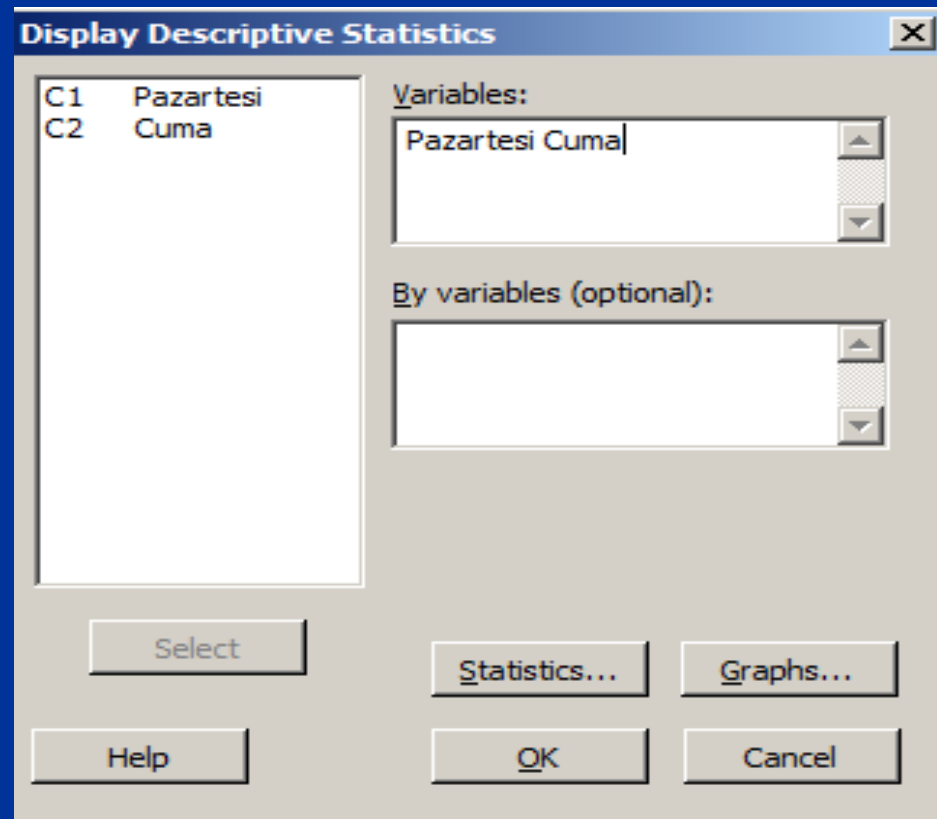 Display Descriptive Statistics
C1 Pazartesi
C2 Cuma
Variables:
Pazartesi Cuma
By variables (optional):
Select
Statistics...
Graphs...
Help
OK
Cancel